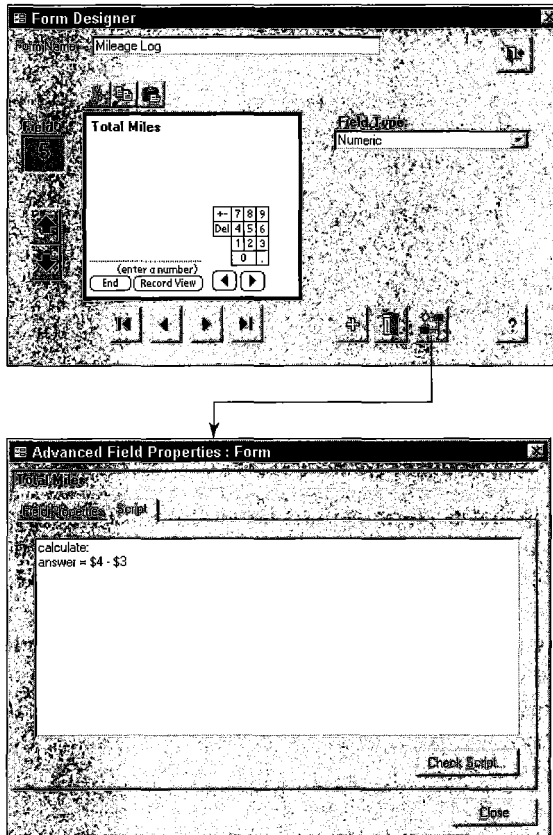 Form Designer
Form Name: Mileage Log
Field
5
Total Miles
Field Type:
Numeric
+- 7 8 9
Del 4 5 6
1 2 3
0 .
(enter a number)
End Record View
?
Advanced Field Properties : Form
Total Miles
Field Properties Script
calculate:
answer = $4 - $3
Check Script...
Close